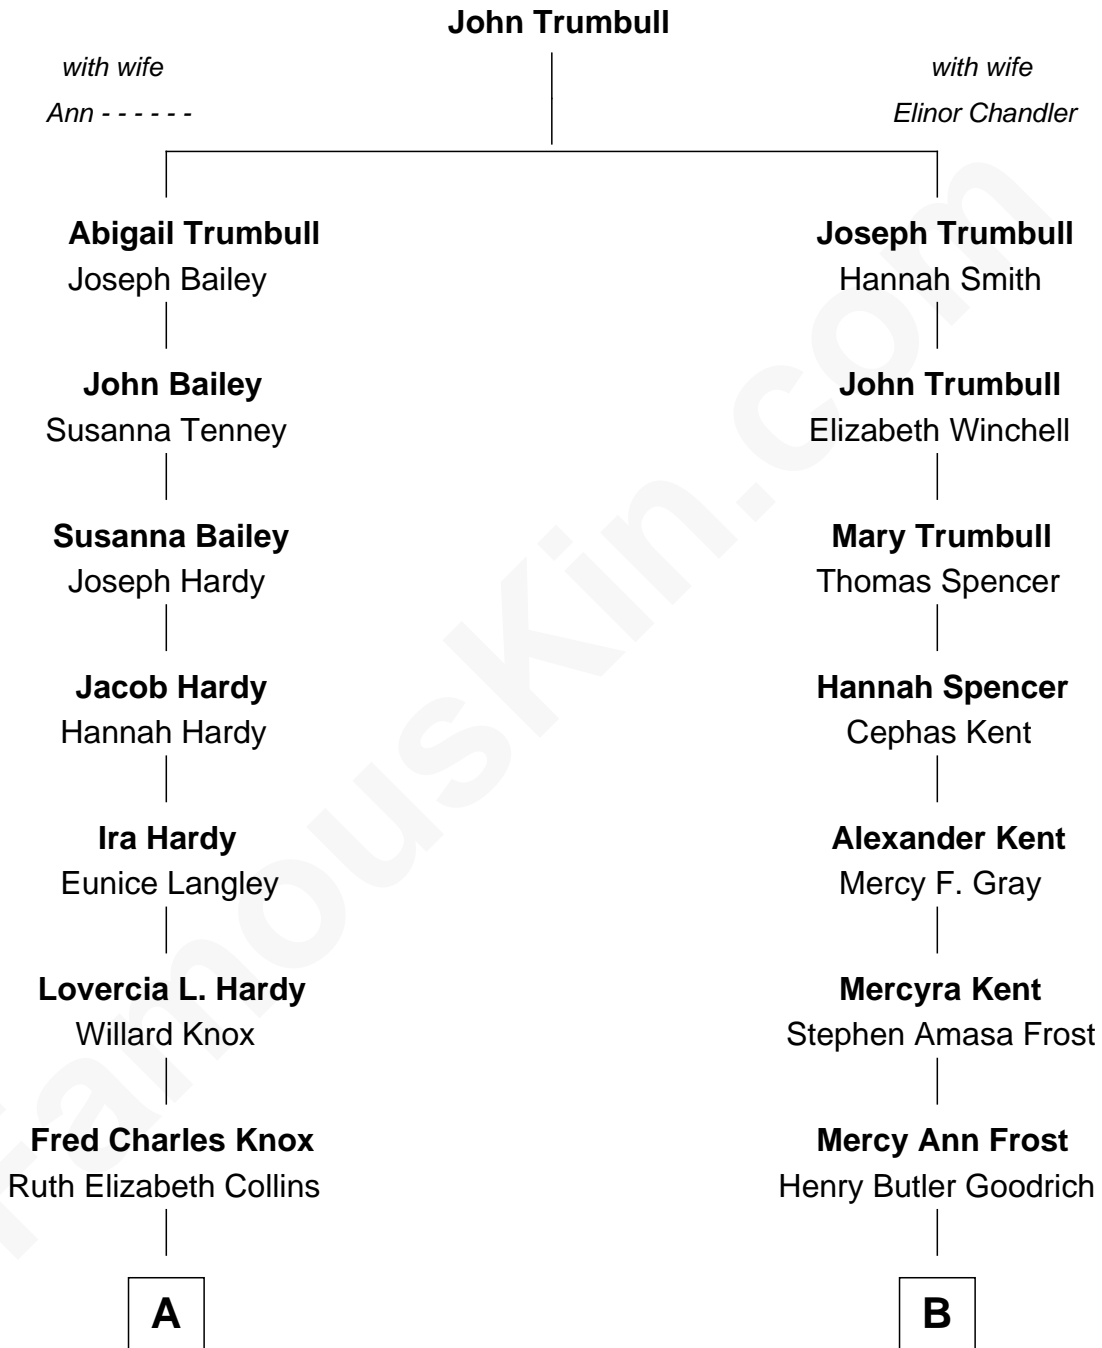 John Trumbull
with wife
Ann - - - - - -
with wife
Elinor Chandler
Abigail Trumbull
Joseph Bailey
Joseph Trumbull
Hannah Smith
John Bailey
Susanna Tenney
John Trumbull
Elizabeth Winchell
Susanna Bailey
Joseph Hardy
Mary Trumbull
Thomas Spencer
Jacob Hardy
Hannah Hardy
Hannah Spencer
Cephas Kent
Ira Hardy
Eunice Langley
Alexander Kent
Mercy F. Gray
Lovercia L. Hardy
Willard Knox
Mercyra Kent
Stephen Amasa Frost
Fred Charles Knox
Ruth Elizabeth Collins
Mercy Ann Frost
Henry Butler Goodrich
A
B
FamousKin.com